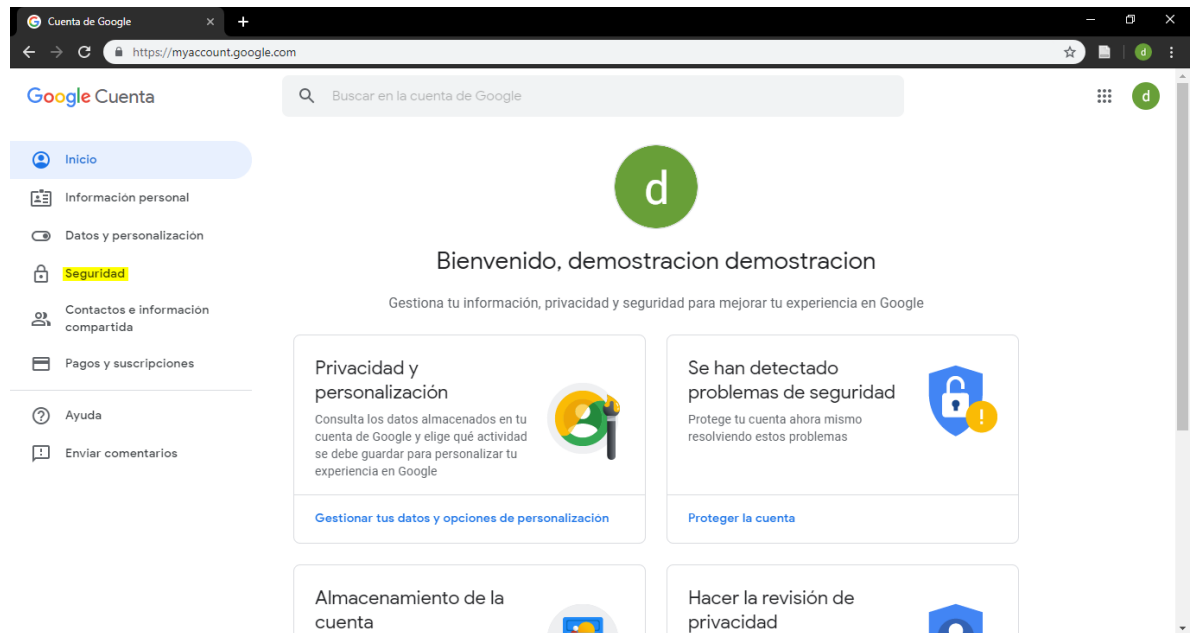 Cuenta de Google
https://myaccount.google.com
d
Google Cuenta
Buscar en la cuenta de Google
d
Inicio
Información personal
Datos y personalización
Seguridad
Contactos e información
compartida
Pagos y suscripciones
Ayuda
Enviar comentarios
d
Bienvenido, demostracion demostracion
Gestiona tu información, privacidad y seguridad para mejorar tu experiencia en Google
Privacidad y
personalización
Consulta los datos almacenados en tu
cuenta de Google y elige qué actividad
se debe guardar para personalizar tu
experiencia en Google
Gestionar tus datos y opciones de personalización
Se han detectado
problemas de seguridad
Protege tu cuenta ahora mismo
resolviendo estos problemas
Proteger la cuenta
Almacenamiento de la
cuenta
Hacer la revisión de
privacidad